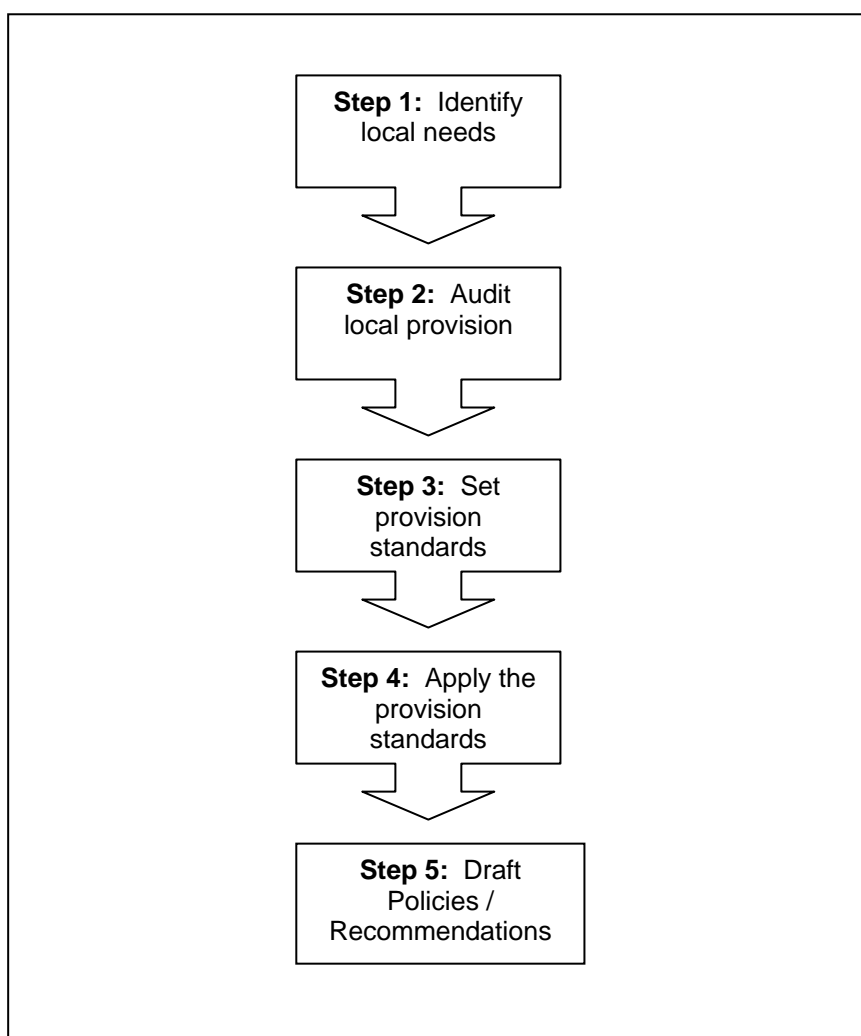 Step 1: Identify
local needs
Step 2: Audit
local provision
Step 3: Set
provision
standards
Step 4: Apply the
provision
standards
Step 5: Draft
Policies /
Recommendations